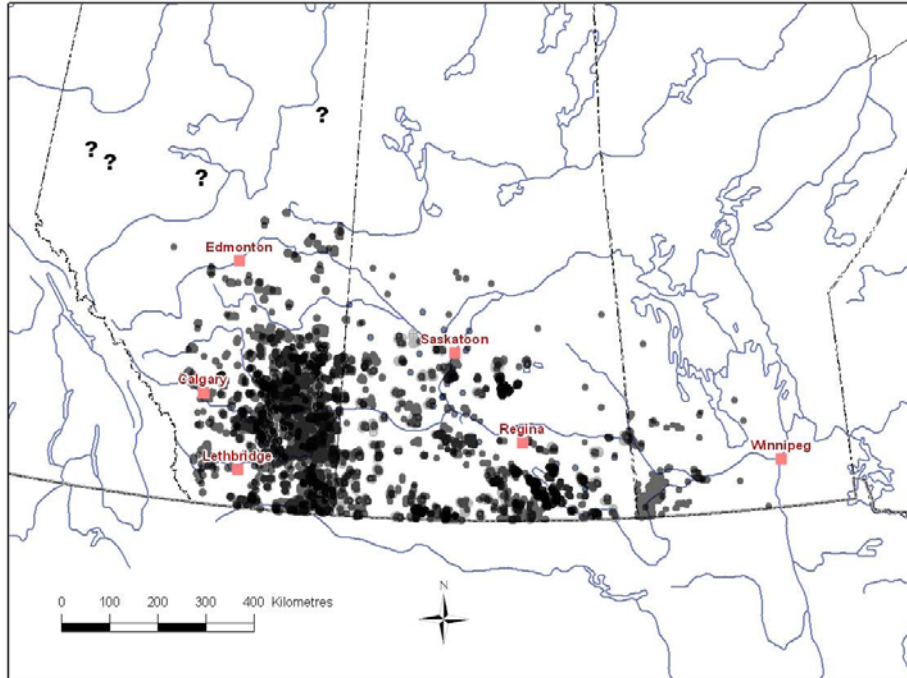 ?
?
?
?
Edmonton
Saskatoon
Calgary
Regina
Winnipeg
Lethbridge
0 100 200 300 400 Kilometres
N